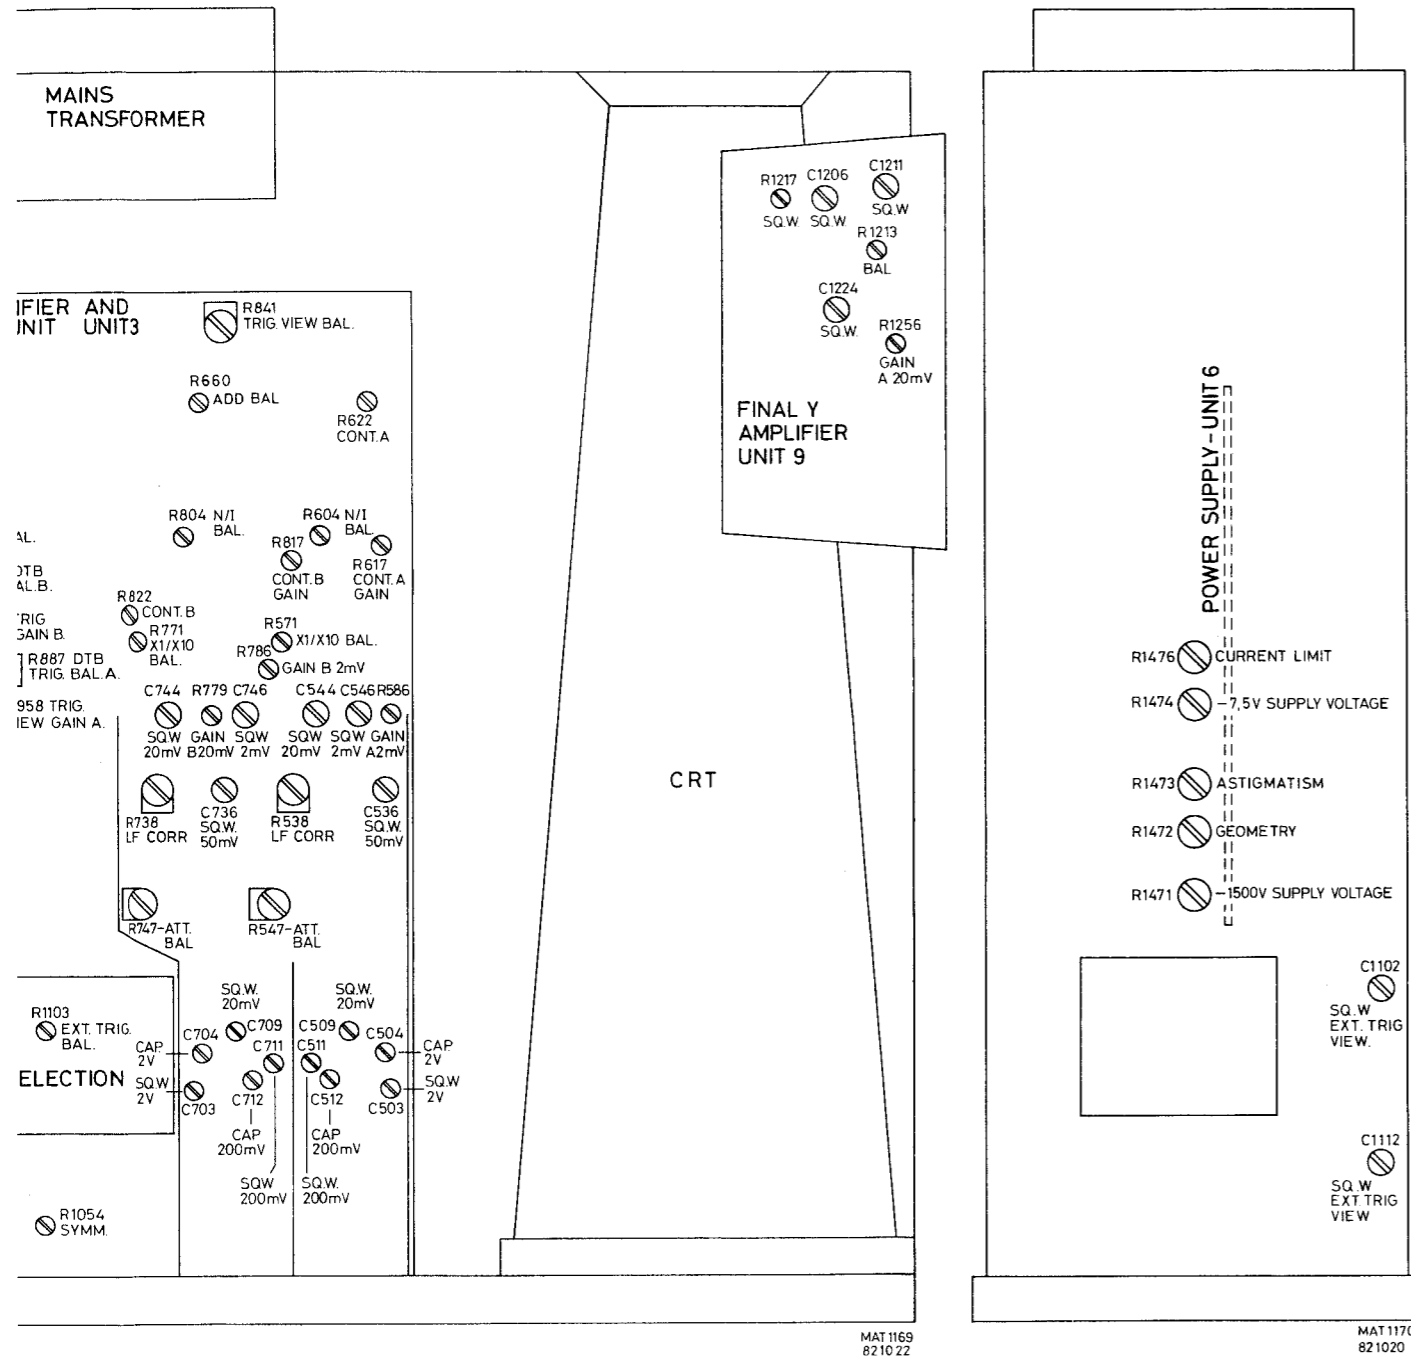 MAINS
TRANSFORMER
IFIER AND
UNIT UNIT3
R841
TRIG. VIEW BAL.
R660
ADD BAL
R622
CONT.A
R804 N/I
BAL.
R604 N/I
BAL.
R817
CONT.B
GAIN
R617
CONT.A
GAIN
AL.
DTB
AL.B.
R822
CONT.B
TRIG
GAIN B.
R771
X1/X10
BAL.
R571
X1/X10 BAL.
R786
GAIN B 2mV
R887 DTB
TRIG. BAL.A.
958 TRIG.
IEW GAIN A.
C744 R779 C746 C544 C546 R586
SQ.W GAIN SQW SQW SQW GAIN
20mV B20mV 2mV 20mV 2mV A2mV
R738
LF CORR
C736
SQ.W.
50mV
R538
LF CORR
C536
SQ.W.
50mV
R747-ATT.
BAL
R547-ATT.
BAL
SQ.W.
20mV
SQ.W.
20mV
R1103
EXT. TRIG.
BAL.
C704
C709
C509
C504
CAP.
2V
CAP.
2V
C711
C511
ELECTION
SQ.W
2V
C703
C712
C512
C503
SQ.W
2V
CAP
200mV
CAP
200mV
SQW
200mV
SQ.W.
200mV
R1054
SYMM.
CRT
R1217
SQ.W.
C1206
SQ.W.
C1211
SQ.W
R1213
BAL
C1224
SQ.W.
R1256
GAIN
A 20mV
FINAL Y
AMPLIFIER
UNIT 9
MAT 1169
821022
POWER SUPPLY-UNIT 6
R1476 CURRENT LIMIT
R1474 -7,5V SUPPLY VOLTAGE
R1473 ASTIGMATISM
R1472 GEOMETRY
R1471 -1500V SUPPLY VOLTAGE
C1102
SQ.W
EXT. TRIG
VIEW.
C1112
SQ.W
EXT TRIG
VIEW
MAT 1170
821020